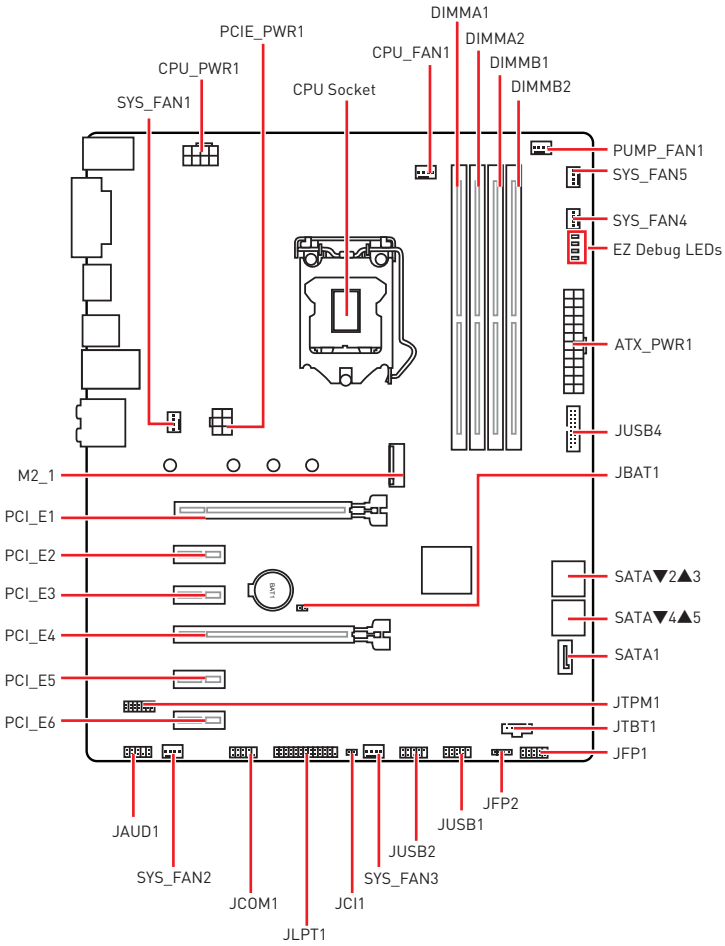 DIMMA1
PCIE_PWR1
DIMMA2
CPU_FAN1
CPU_PWR1
DIMMB1
CPU Socket
DIMMB2
SYS_FAN1
PUMP_FAN1
SYS_FAN5
SYS_FAN4
EZ Debug LEDs
ATX_PWR1
JUSB4
M2_1
JBAT1
PCI_E1
PCI_E2
SATA▼2▲3
BAT1
PCI_E3
SATA▼4▲5
PCI_E4
SATA1
PCI_E5
JTPM1
PCI_E6
JTBT1
JFP1
JFP2
JAUD1
JUSB1
JUSB2
SYS_FAN2
SYS_FAN3
JCOM1
JCI1
JLPT1